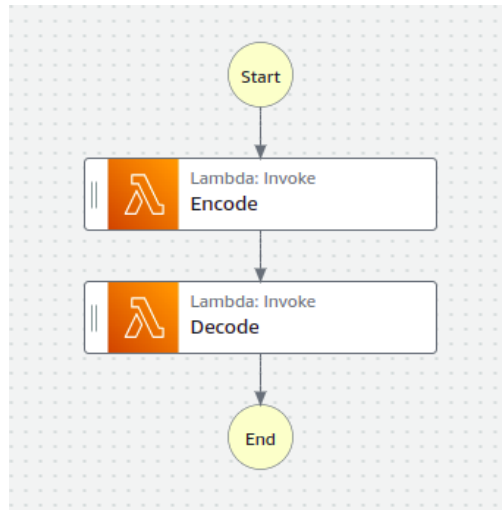 Start
Lambda: Invoke
Encode
Lambda: Invoke
Decode
End